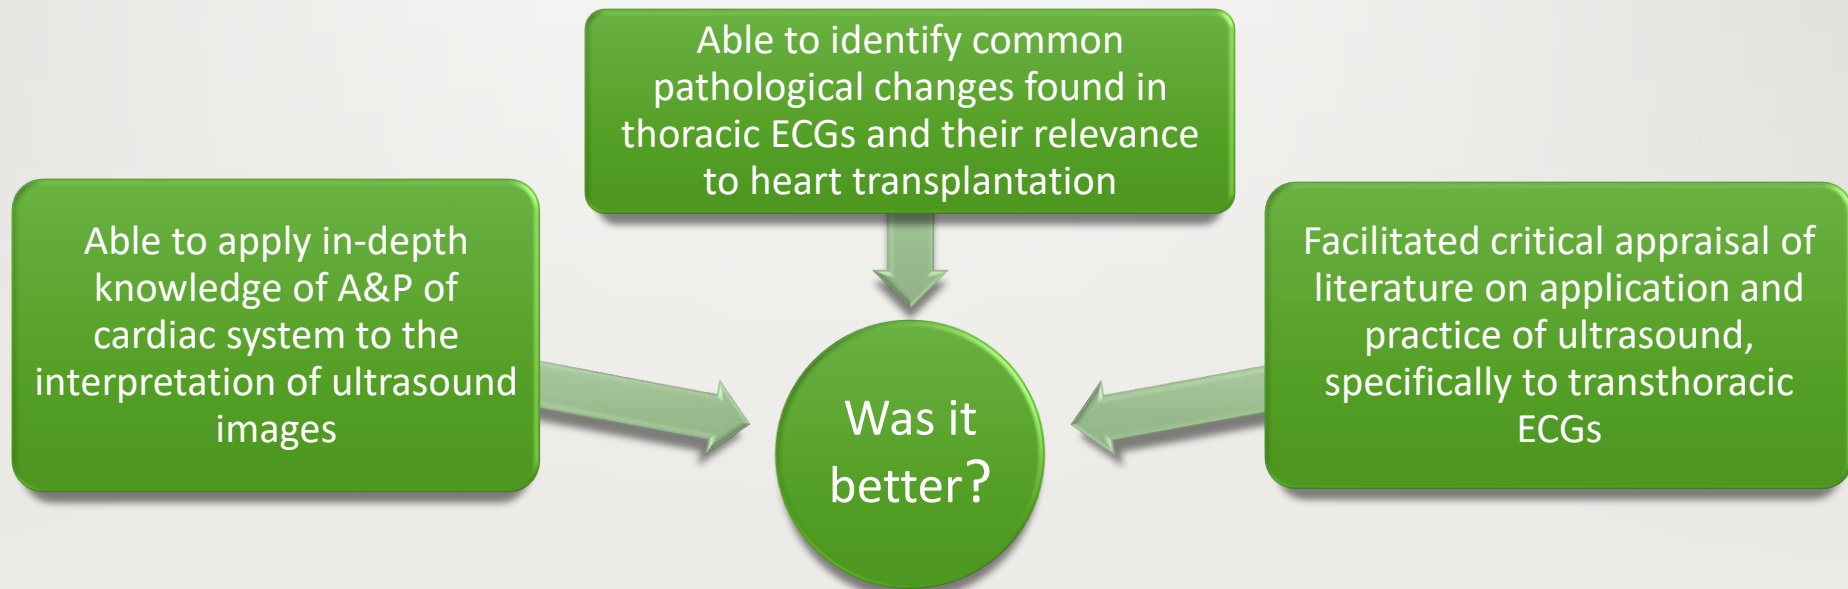 Able to identify common
pathological changes found in
thoracic ECGs and their relevance
to heart transplantation
Able to apply in-depth
knowledge of A&P of
cardiac system to the
interpretation of ultrasound
images
Facilitated critical appraisal of
literature on application and
practice of ultrasound,
specifically to transthoracic
ECGs
Was it
better?